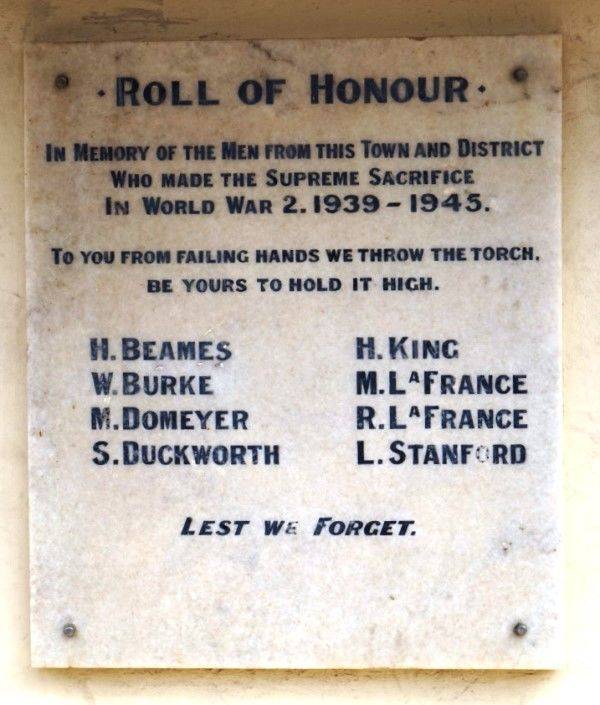 · ROLL OF HONOUR ·
IN MEMORY OF THE MEN FROM THIS TOWN AND DISTRICT
WHO MADE THE SUPREME SACRIFICE
IN WORLD WAR 2. 1939 - 1945.
TO YOU FROM FAILING HANDS WE THROW THE TORCH,
BE YOURS TO HOLD IT HIGH.
H. BEAMES
W. BURKE
M. DOMEYER
S. DUCKWORTH
H. KING
M. LAFRANCE
R. LAFRANCE
L. STANFORD
LEST WE FORGET.